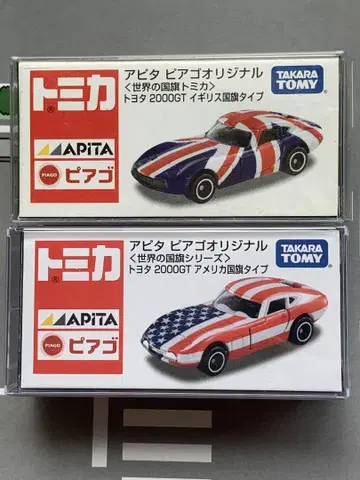 トミカ
®
アピタ ピアゴオリジナル
〈世界の国旗トミカ〉
トヨタ 2000GT イギリス国旗タイプ
TAKARA
TOMY
APiTA
PIAGO ピアゴ
トミカ
®
アピタ ピアゴオリジナル
〈世界の国旗シリーズ〉
トヨタ 2000GT アメリカ国旗タイプ
TAKARA
TOMY
APiTA
PIAGO ピアゴ